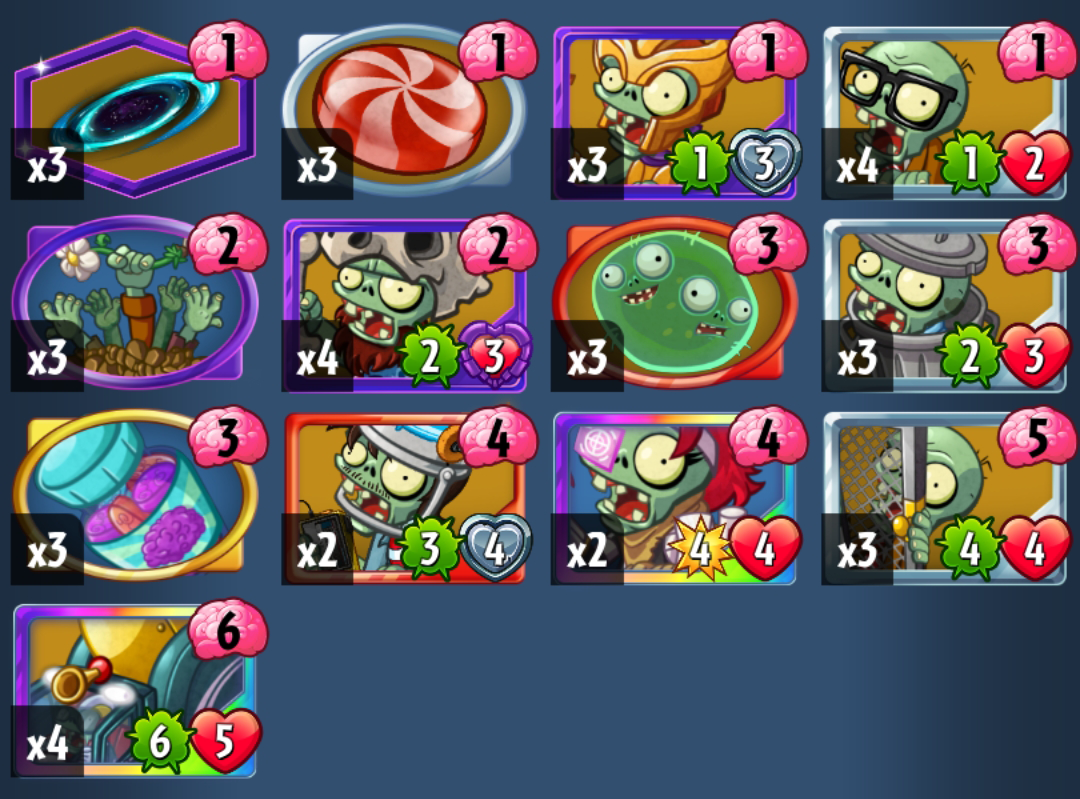 1 1 1 1
x3 x3 x3 1 3 x4 1 2
2 2 3 3
x3 x4 2 3 x3 x3 2 3
3 4 4 5
x3 x2 3 4 x2 4 4 x3 4 4
6
x4 6 5